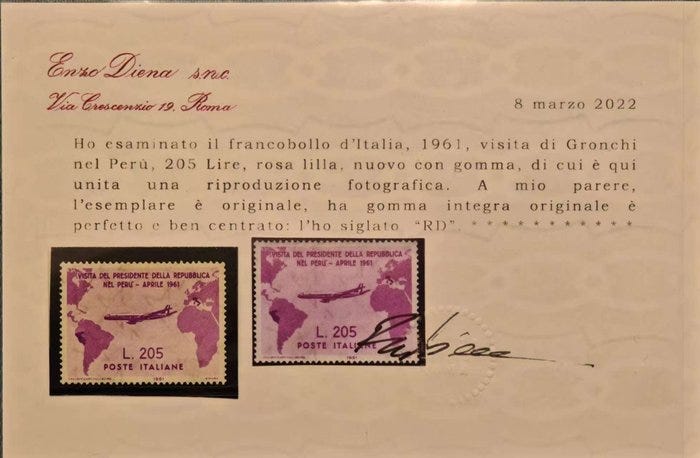 Enzo Diena s.n.c.
Via Crescenzio 19, Roma
8 marzo 2022
Ho esaminato il francobollo d'Italia, 1961, visita di Gronchi
nel Perù, 205 Lire, rosa lilla, nuovo con gomma, di cui è qui
unita una riproduzione fotografica. A mio parere,
l'esemplare è originale, ha gomma integra originale è
perfetto e ben centrato: l'ho siglato "RD". * * * * * * * * * * *
VISITA DEL PRESIDENTE DELLA REPUBBLICA
NEL PERÙ - APRILE 1961
L. 205
POSTE ITALIANE
1961
VISITA DEL PRESIDENTE DELLA REPUBBLICA
NEL PERÙ - APRILE 1961
L. 205
POSTE ITALIANE
1961